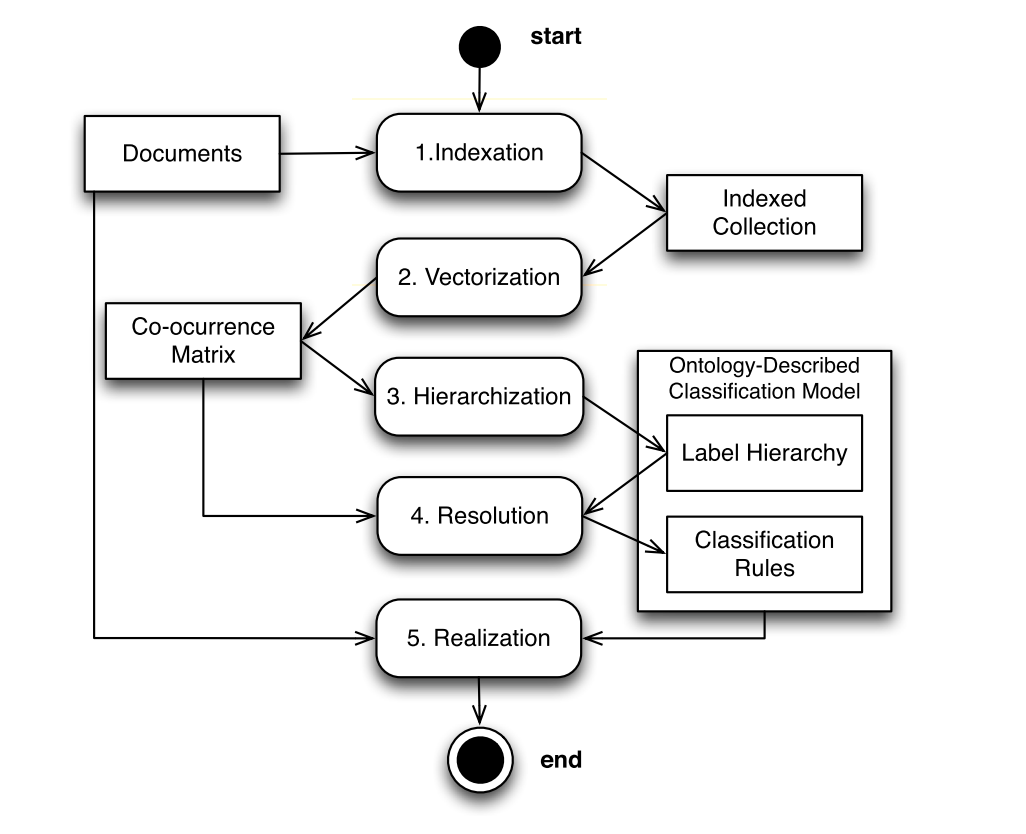 start
Documents
1.Indexation
Indexed
Collection
2. Vectorization
Co-ocurrence
Matrix
3. Hierarchization
Ontology-Described
Classification Model
Label Hierarchy
4. Resolution
Classification
Rules
5. Realization
end